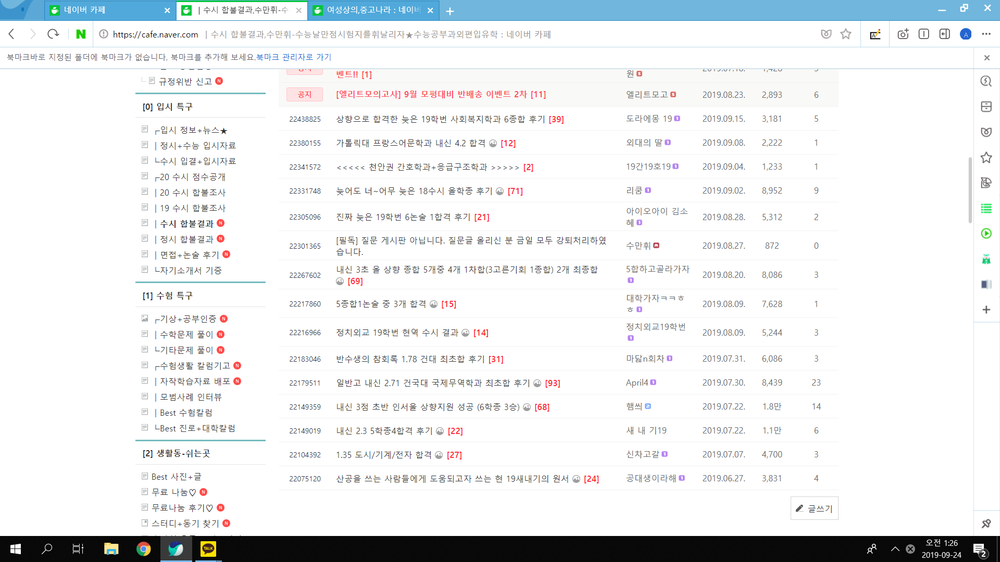 네이버 카페
| 수시 합불결과,수만휘-수
여성상의,중고나라 : 네이버
https://cafe.naver.com | 수시 합불결과,수만휘-수능날만점시험지를휘날리자★수능공부과외편입유학 : 네이버 카페
A
북마크바로 지정된 폴더에 북마크가 없습니다. 북마크를 추가해 보세요.북마크 관리자로 가기
규정위반 신고 N
[0] 입시 특구
┌입시 정보+뉴스★
| 정시+수능 입시자료
└수시 입결+입시자료
┌20 수시 점수공개
| 20 수시 합불조사
| 19 수시 합불조사
| 수시 합불결과 N
| 정시 합불결과 N
| 면접+논술 후기 N
└자기소개서 기증
[1] 수험 특구
┌기상+공부인증 N
| 수학문제 풀이 N
└기타문제 풀이 N
┌수험생활 칼럼기고 N
| 자작학습자료 배포 N
| 모범사례 인터뷰
| Best 수험칼럼
└Best 진로+대학칼럼
[2] 생활동-쉬는곳
Best 사진+글
무료 나눔♡ N
무료나눔 후기♡ N
스터디+동기 찾기 N
벤트!! [1] 원
공지 [엘리트모의고사] 9월 모평대비 반배송 이벤트 2차 [11] 엘리트모고 2019.08.23. 2,893 6
22438825 상향으로 합격한 늦은 19학번 사회복지학과 6종합 후기 [39] 도라에몽 19 2019.09.15. 3,181 5
22380155 가톨릭대 프랑스어문학과 내신 4.2 합격 [12] 외대의 딸 2019.09.08. 2,222 1
22341572 <<<<< 천안권 간호학과+응급구조학과 >>>>> [2] 19간19호19 2019.09.04. 1,233 1
22331748 늦어도 너~어무 늦은 18수시 올학종 후기 [71] 리쿰 2019.09.02. 8,952 9
22305096 진짜 늦은 19학번 6논술 1합격 후기 [21] 아이오아이 김소혜 2019.08.28. 5,312 2
22301365 [필독] 질문 게시판 아닙니다. 질문글 올리신 분 금일 모두 강퇴처리하였습니다. 수만휘 2019.08.27. 872 0
22267602 내신 3초 올 상향 종합 5개중 4개 1차합(3고른기회 1종합) 2개 최종합 [69] 5합하고골라가자 2019.08.20. 8,086 3
22217860 5종합1논술 중 3개 합격 [15] 대학가자ㅋㅋㅎㅎ 2019.08.09. 7,628 1
22216966 정치외교 19학번 현역 수시 결과 [14] 정치외교19학번 2019.08.09. 5,244 3
22183046 반수생의 참회록 1.78 건대 최초합 후기 [31] 마닳n회차 2019.07.31. 6,086 3
22179511 일반고 내신 2.71 건국대 국제무역학과 최초합 후기 [93] April4 2019.07.30. 8,439 23
22149359 내신 3점 초반 인서울 상향지원 성공 (6학종 3승) [68] 햄씌 2019.07.22. 1.8만 14
22149019 내신 2.3 5학종4합격 후기 [22] 새 내 기19 2019.07.22. 1.1만 6
22104392 1.35 도시/기계/전자 합격 [27] 신차고갈 2019.07.07. 4,700 3
22075120 산공을 쓰는 사람들에게 도움되고자 쓰는 현 19새내기의 원서 [24] 공대생이라해 2019.06.27. 3,831 4
글쓰기
TALK
오전 1:26
2019-09-24
2